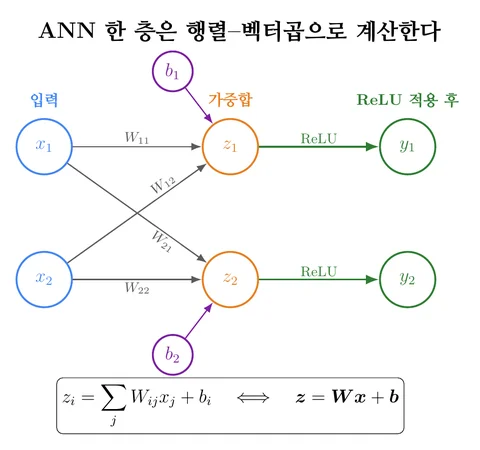 ANN 한 층은 행렬–벡터곱으로 계산한다
b₁
입력 가중합 ReLU 적용 후
x₁ W₁₁ z₁ ReLU y₁
W₁₂
W₂₁
x₂ W₂₂ z₂ ReLU y₂
b₂
zᵢ = ∑ⱼ Wᵢⱼxⱼ + bᵢ ⟺ z = Wx + b